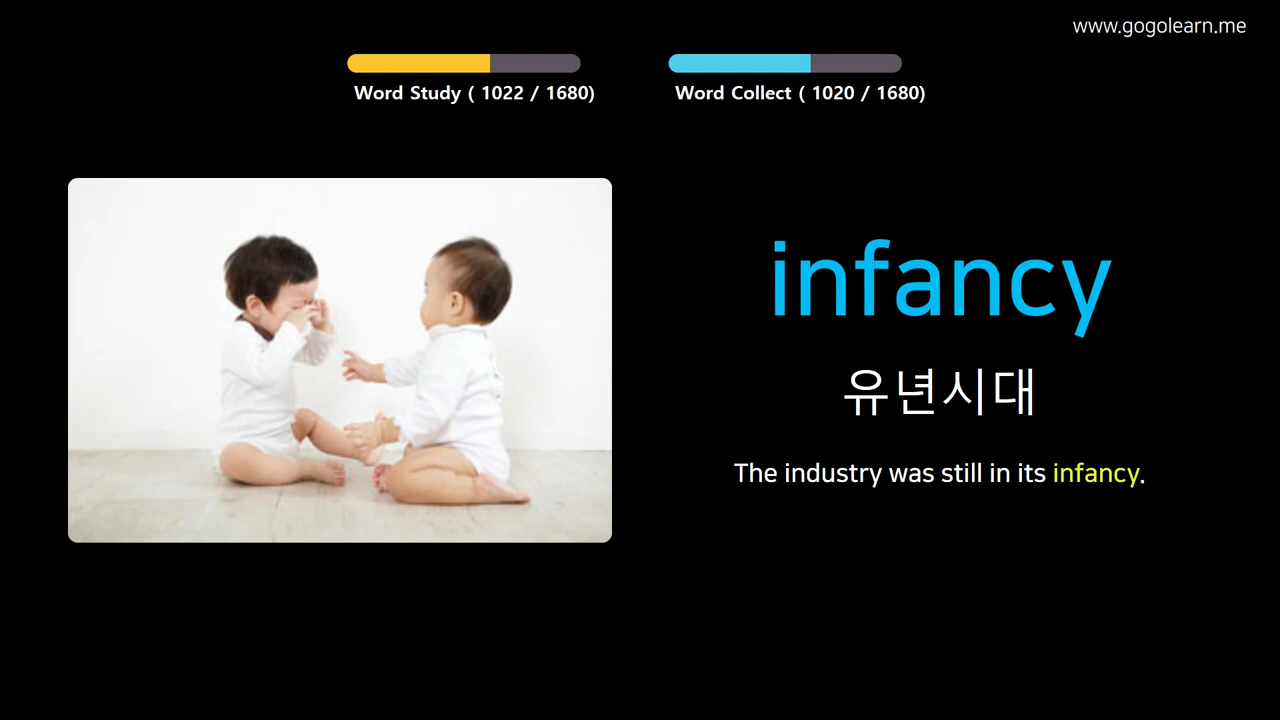 www.gogolearn.me
Word Study ( 1022 / 1680)
Word Collect ( 1020 / 1680)
infancy
유년시대
The industry was still in its infancy.